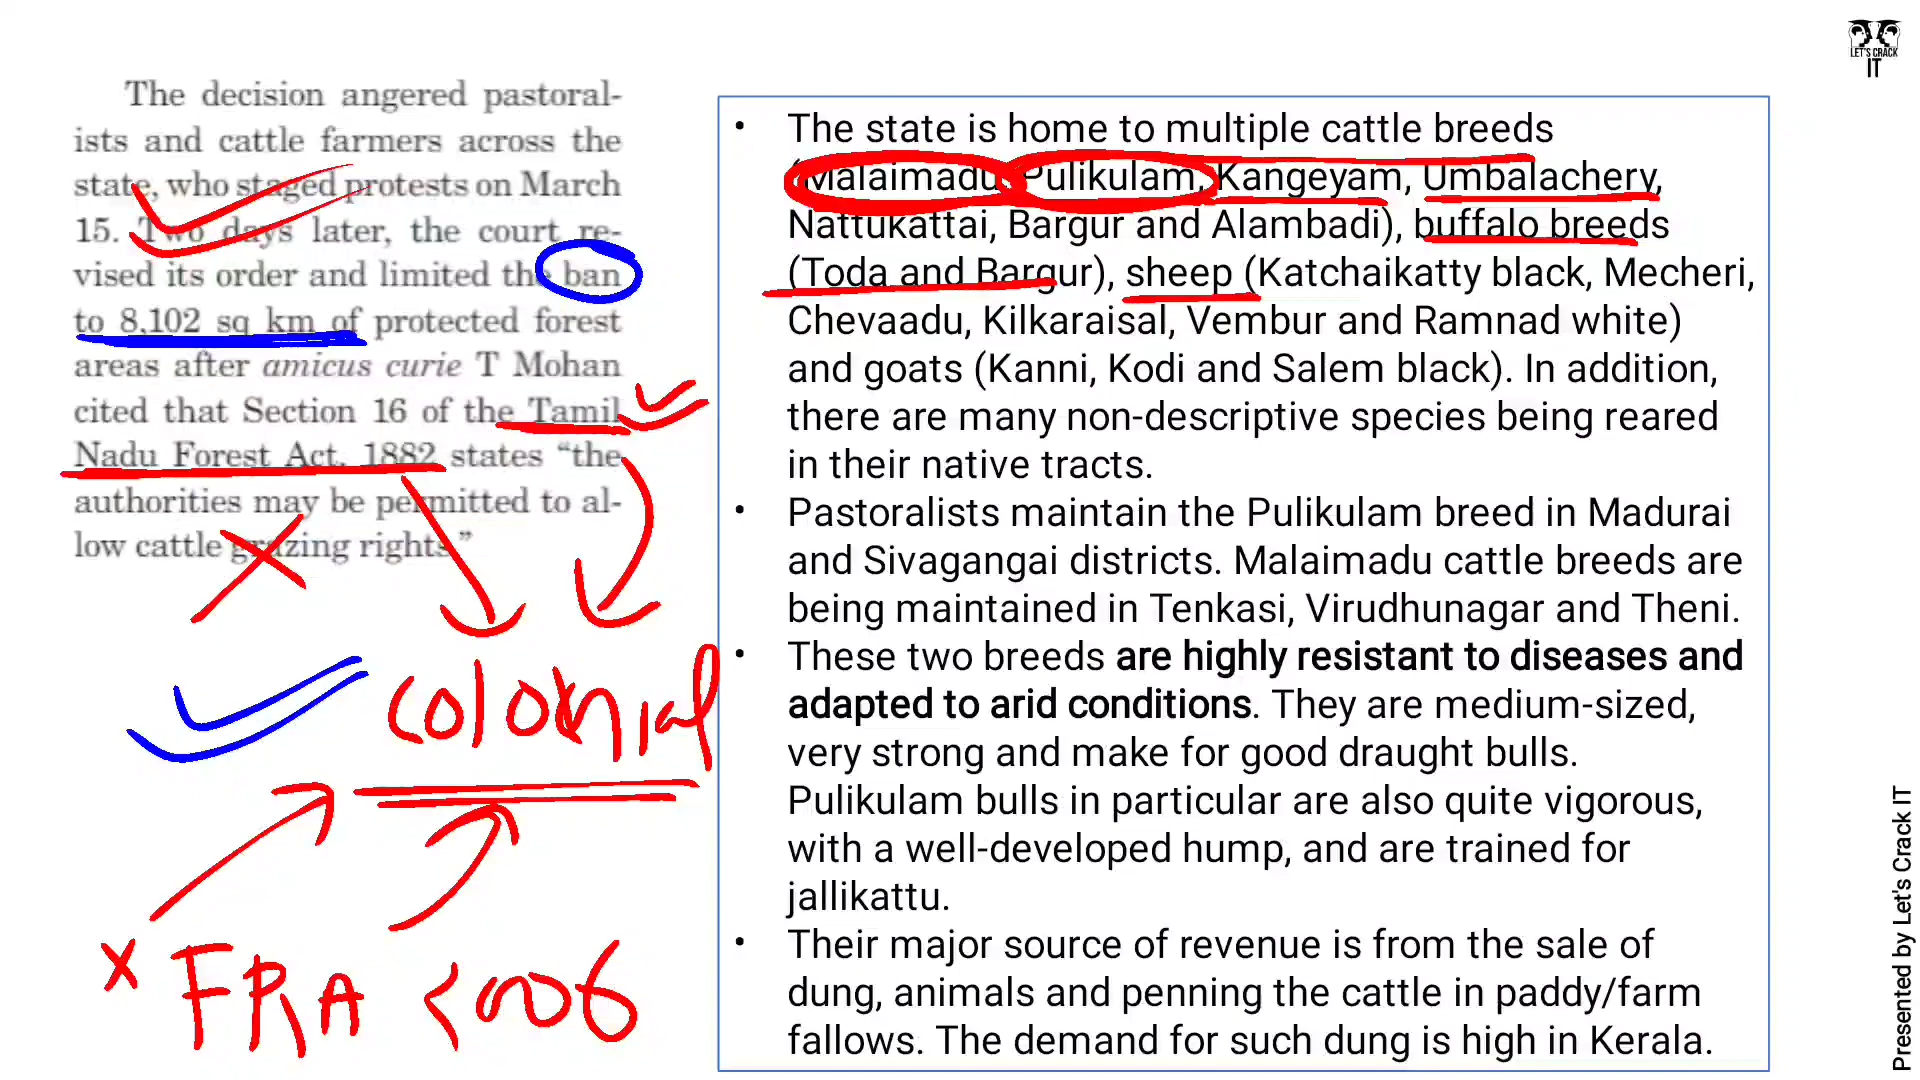 LET'S CRACK
IT
The decision angered pastoral-
ists and cattle farmers across the
state, who staged protests on March
15. Two days later, the court re-
vised its order and limited the ban
to 8,102 sq km of protected forest
areas after amicus curie T Mohan
cited that Section 16 of the Tamil
Nadu Forest Act, 1882 states “the
authorities may be permitted to al-
low cattle grazing rights.”
colonial
x FRA 2006
• The state is home to multiple cattle breeds
(Malaimadu, Pulikulam, Kangeyam, Umbalachery,
Nattukattai, Bargur and Alambadi), buffalo breeds
(Toda and Bargur), sheep (Katchaikatty black, Mecheri,
Chevaadu, Kilkaraisal, Vembur and Ramnad white)
and goats (Kanni, Kodi and Salem black). In addition,
there are many non-descriptive species being reared
in their native tracts.
• Pastoralists maintain the Pulikulam breed in Madurai
and Sivagangai districts. Malaimadu cattle breeds are
being maintained in Tenkasi, Virudhunagar and Theni.
• These two breeds are highly resistant to diseases and
adapted to arid conditions. They are medium-sized,
very strong and make for good draught bulls.
Pulikulam bulls in particular are also quite vigorous,
with a well-developed hump, and are trained for
jallikattu.
• Their major source of revenue is from the sale of
dung, animals and penning the cattle in paddy/farm
fallows. The demand for such dung is high in Kerala.
Presented by Let's Crack IT